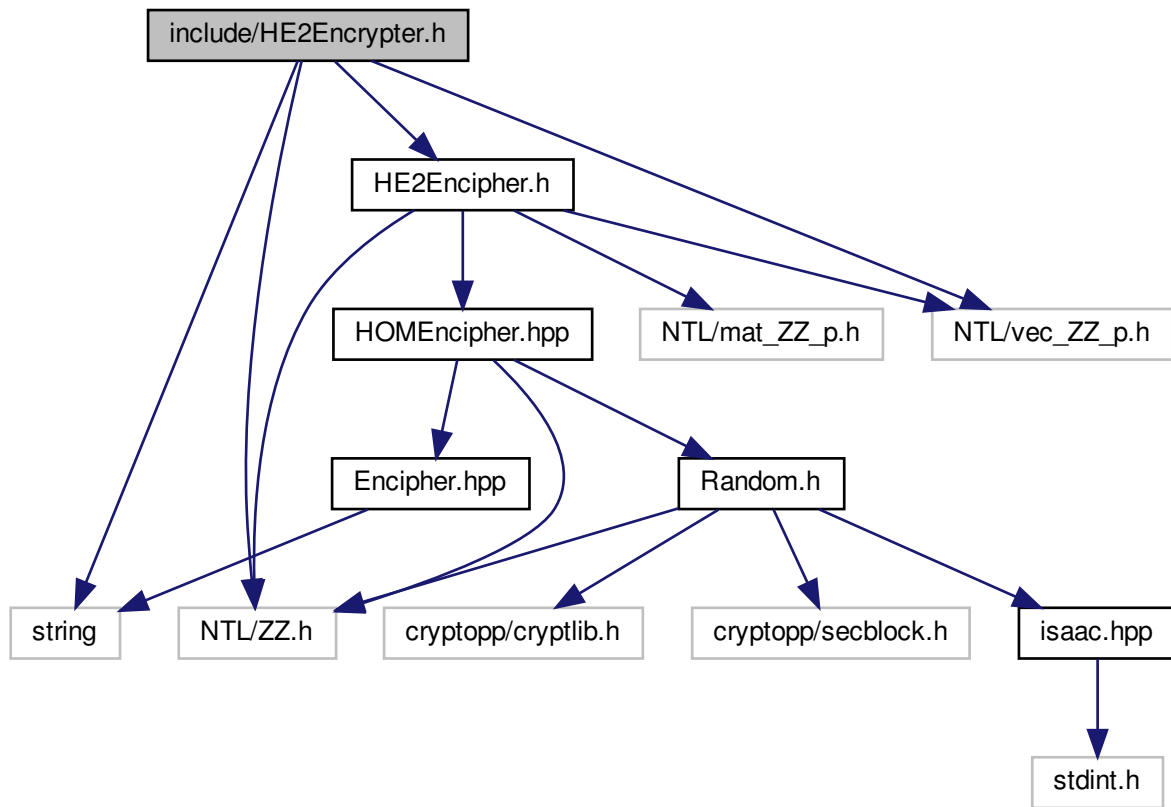 include/HE2Encrypter.h
HE2Encipher.h
HOMEncipher.hpp
NTL/mat_ZZ_p.h
NTL/vec_ZZ_p.h
Encipher.hpp
Random.h
string
NTL/ZZ.h
cryptopp/cryptlib.h
cryptopp/secblock.h
isaac.hpp
stdint.h